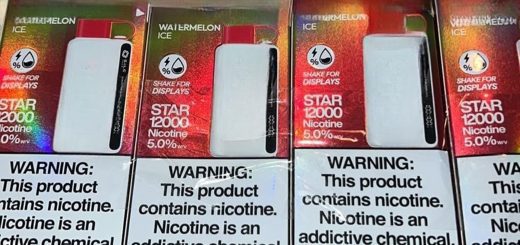 WATERMELON
ICE
SHAKE FOR
DISPLAYS
STAR
12000
Nicotine
5.0% W/V
WARNING:
This product
contains nicotine.
Nicotine is an
addictive chemical
WATERMELON
ICE
SHAKE FOR
DISPLAYS
STAR
12000
Nicotine
5.0% W/V
WARNING:
This product
contains nicotine.
Nicotine is an
addictive chemical
WATERMELON
ICE
SHAKE FOR
DISPLAYS
STAR
12000
Nicotine
5.0% W/V
WARNING:
This product
contains nicotine.
Nicotine is an
addictive chemical
WATERMELON
ICE
SHAKE FOR
DISPLAYS
STAR
12000
Nicotine
5.0% W/V
WARNING:
This product
contains nicotine
Nicotine is an
addictive chemical